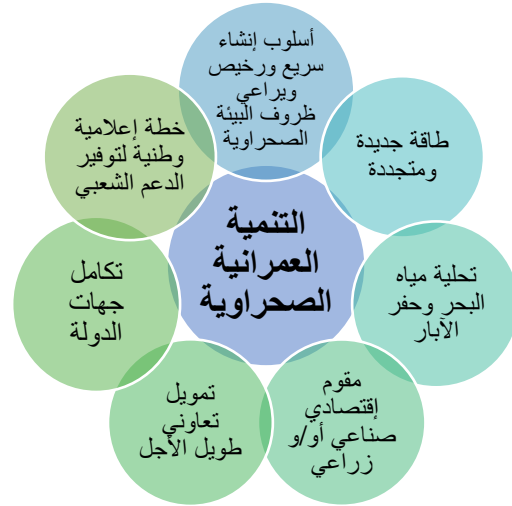 التنمية
العمرانية
الصحراوية
أسلوب إنشاء
سريع ورخيص
ويراعي
ظروف البيئة
الصحراوية
طاقة جديدة
ومتجددة
تحلية مياه
البحر وحفر
الآبار
مقوم
إقتصادي
صناعي أو/و
زراعي
تمويل
تعاوني
طويل الأجل
تكامل
جهات
الدولة
خطة إعلامية
وطنية لتوفير
الدعم الشعبي